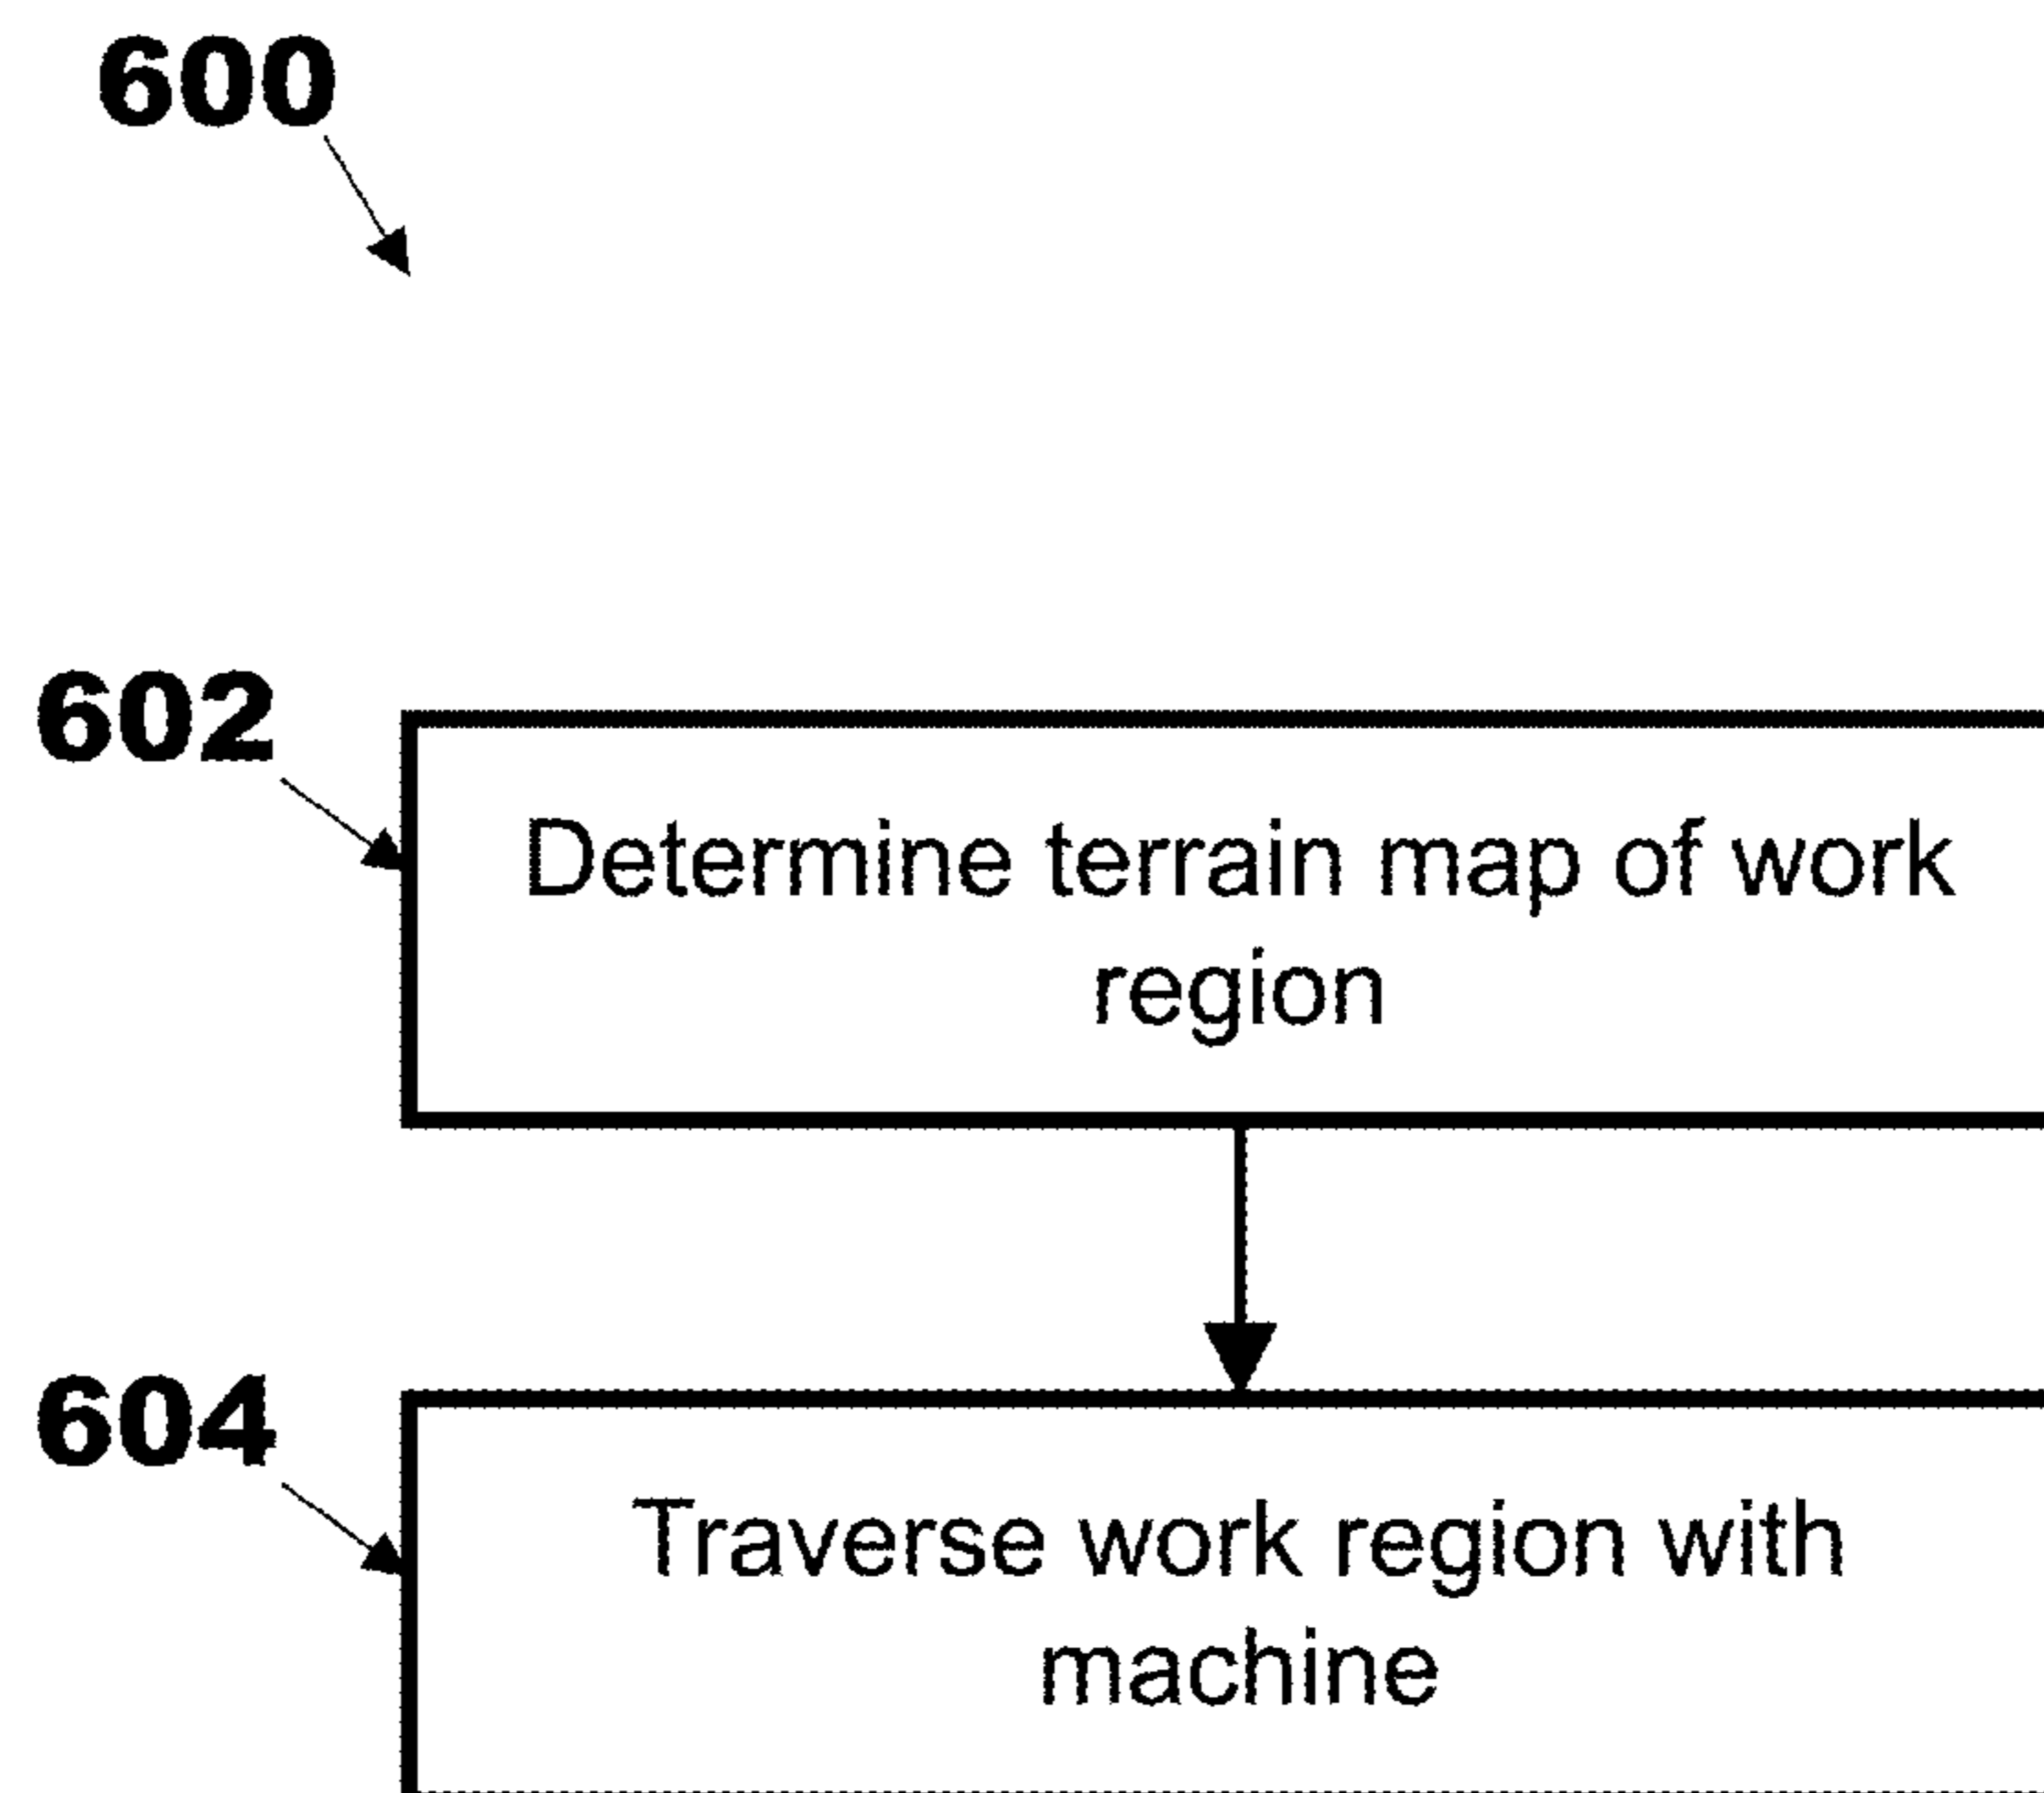 600
602
Determine terrain map of work
region
604
Traverse work region with
machine